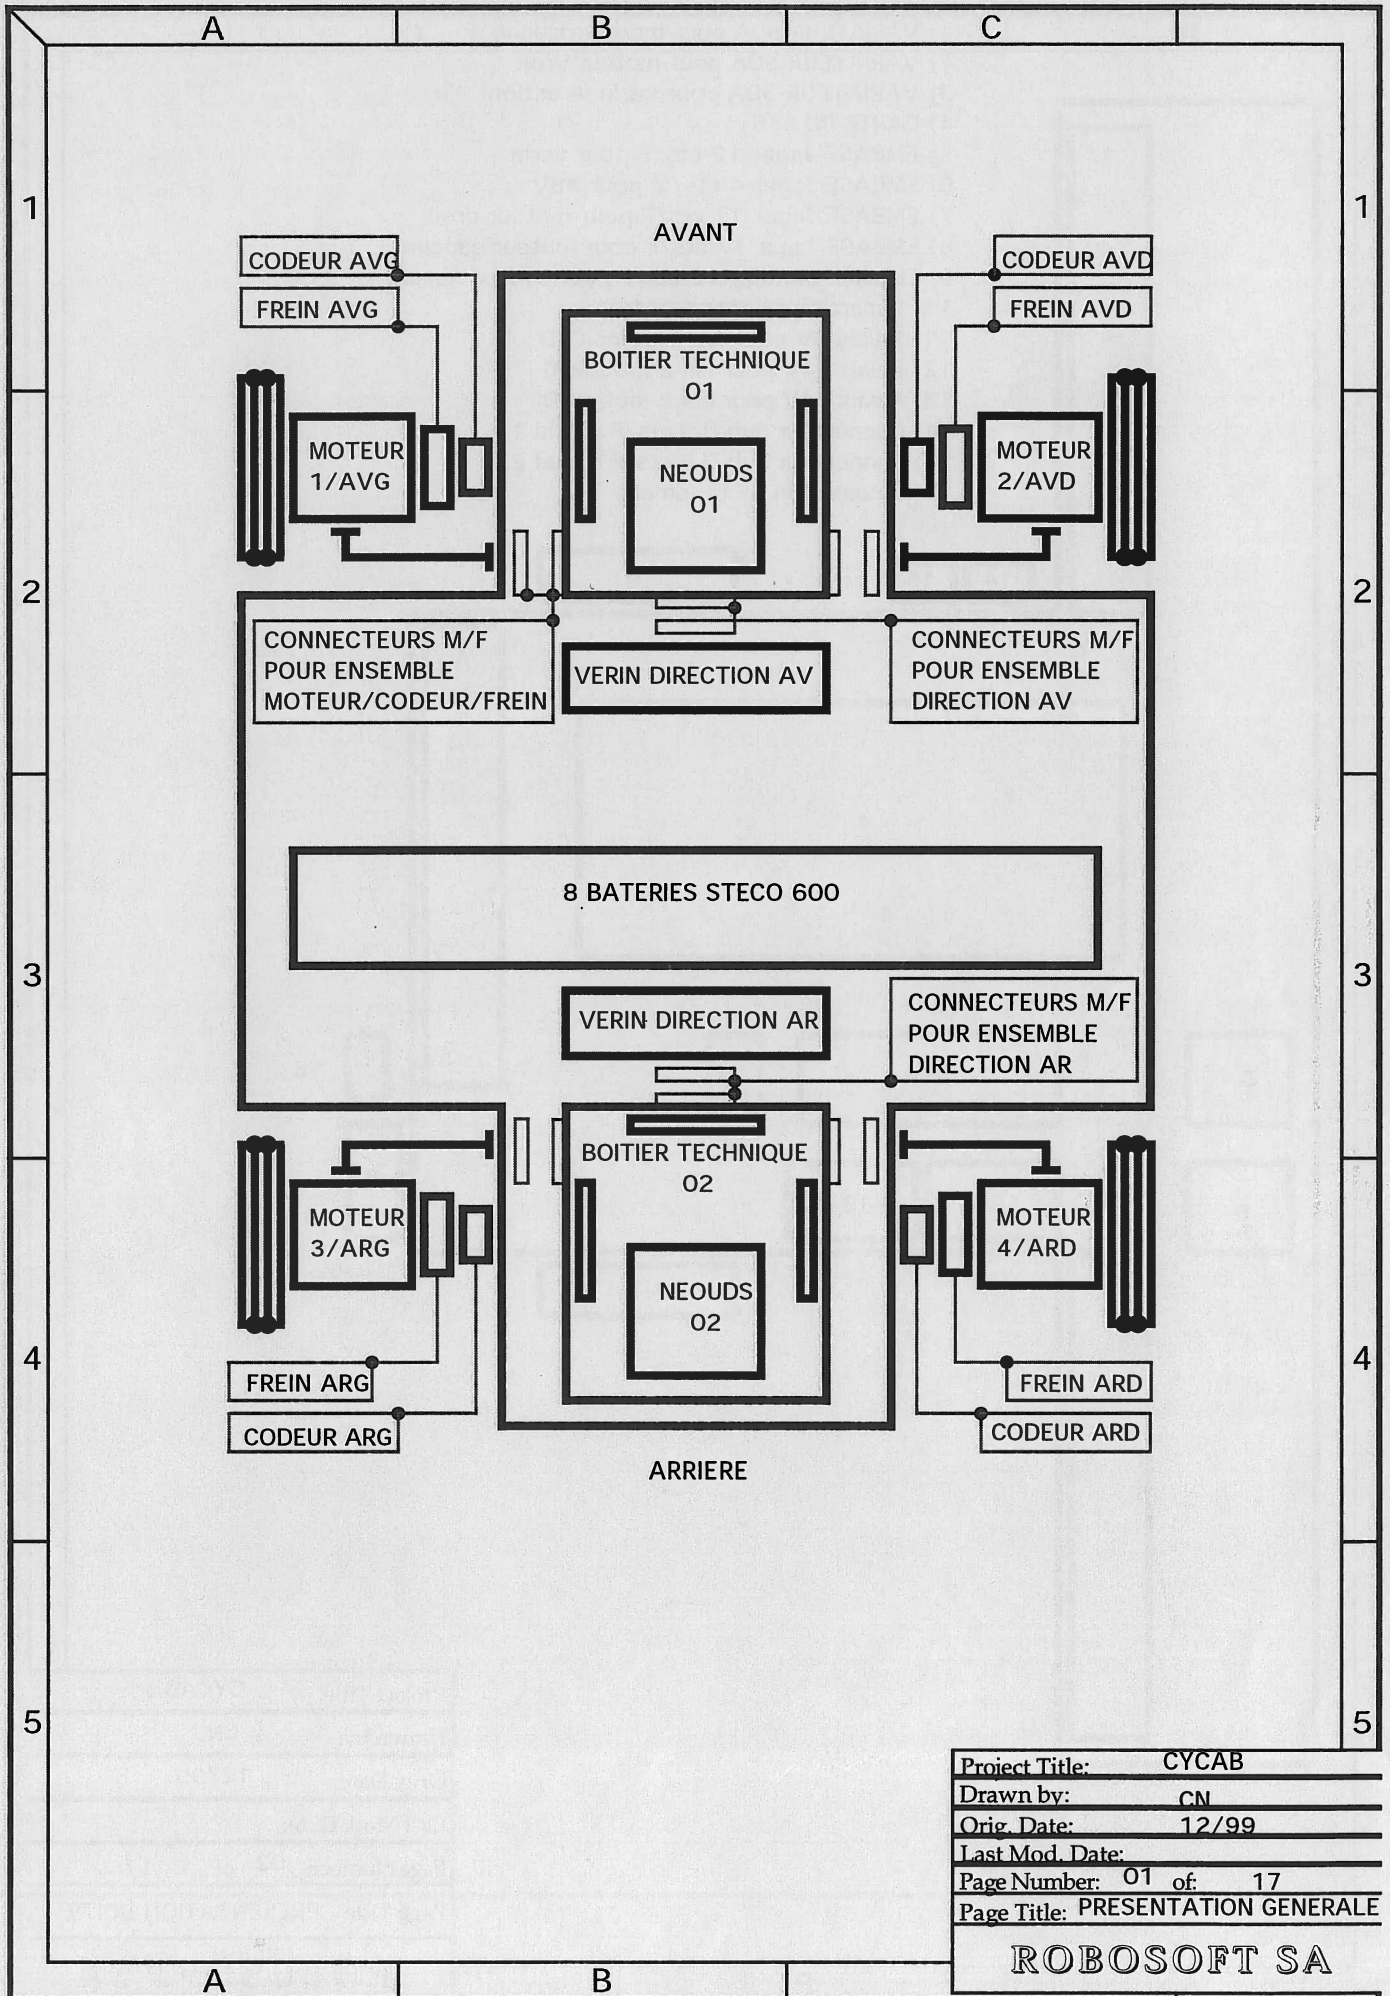 A B C
1 1
AVANT
CODEUR AVG
CODEUR AVD
FREIN AVG
FREIN AVD
BOITIER TECHNIQUE
01
MOTEUR
1/AVG
NEOUDS
01
MOTEUR
2/AVD
2 2
CONNECTEURS M/F
POUR ENSEMBLE
MOTEUR/CODEUR/FREIN
VERIN DIRECTION AV
CONNECTEURS M/F
POUR ENSEMBLE
DIRECTION AV
8 BATERIES STECO 600
3 3
VERIN DIRECTION AR
CONNECTEURS M/F
POUR ENSEMBLE
DIRECTION AR
BOITIER TECHNIQUE
02
MOTEUR
3/ARG
NEOUDS
02
MOTEUR
4/ARD
4 4
FREIN ARG
FREIN ARD
CODEUR ARG
CODEUR ARD
ARRIERE
5 5
Project Title: CYCAB
Drawn by: CN
Orig. Date: 12/99
Last Mod. Date:
Page Number: 01 of: 17
Page Title: PRESENTATION GENERALE
ROBOSOFT SA
A B